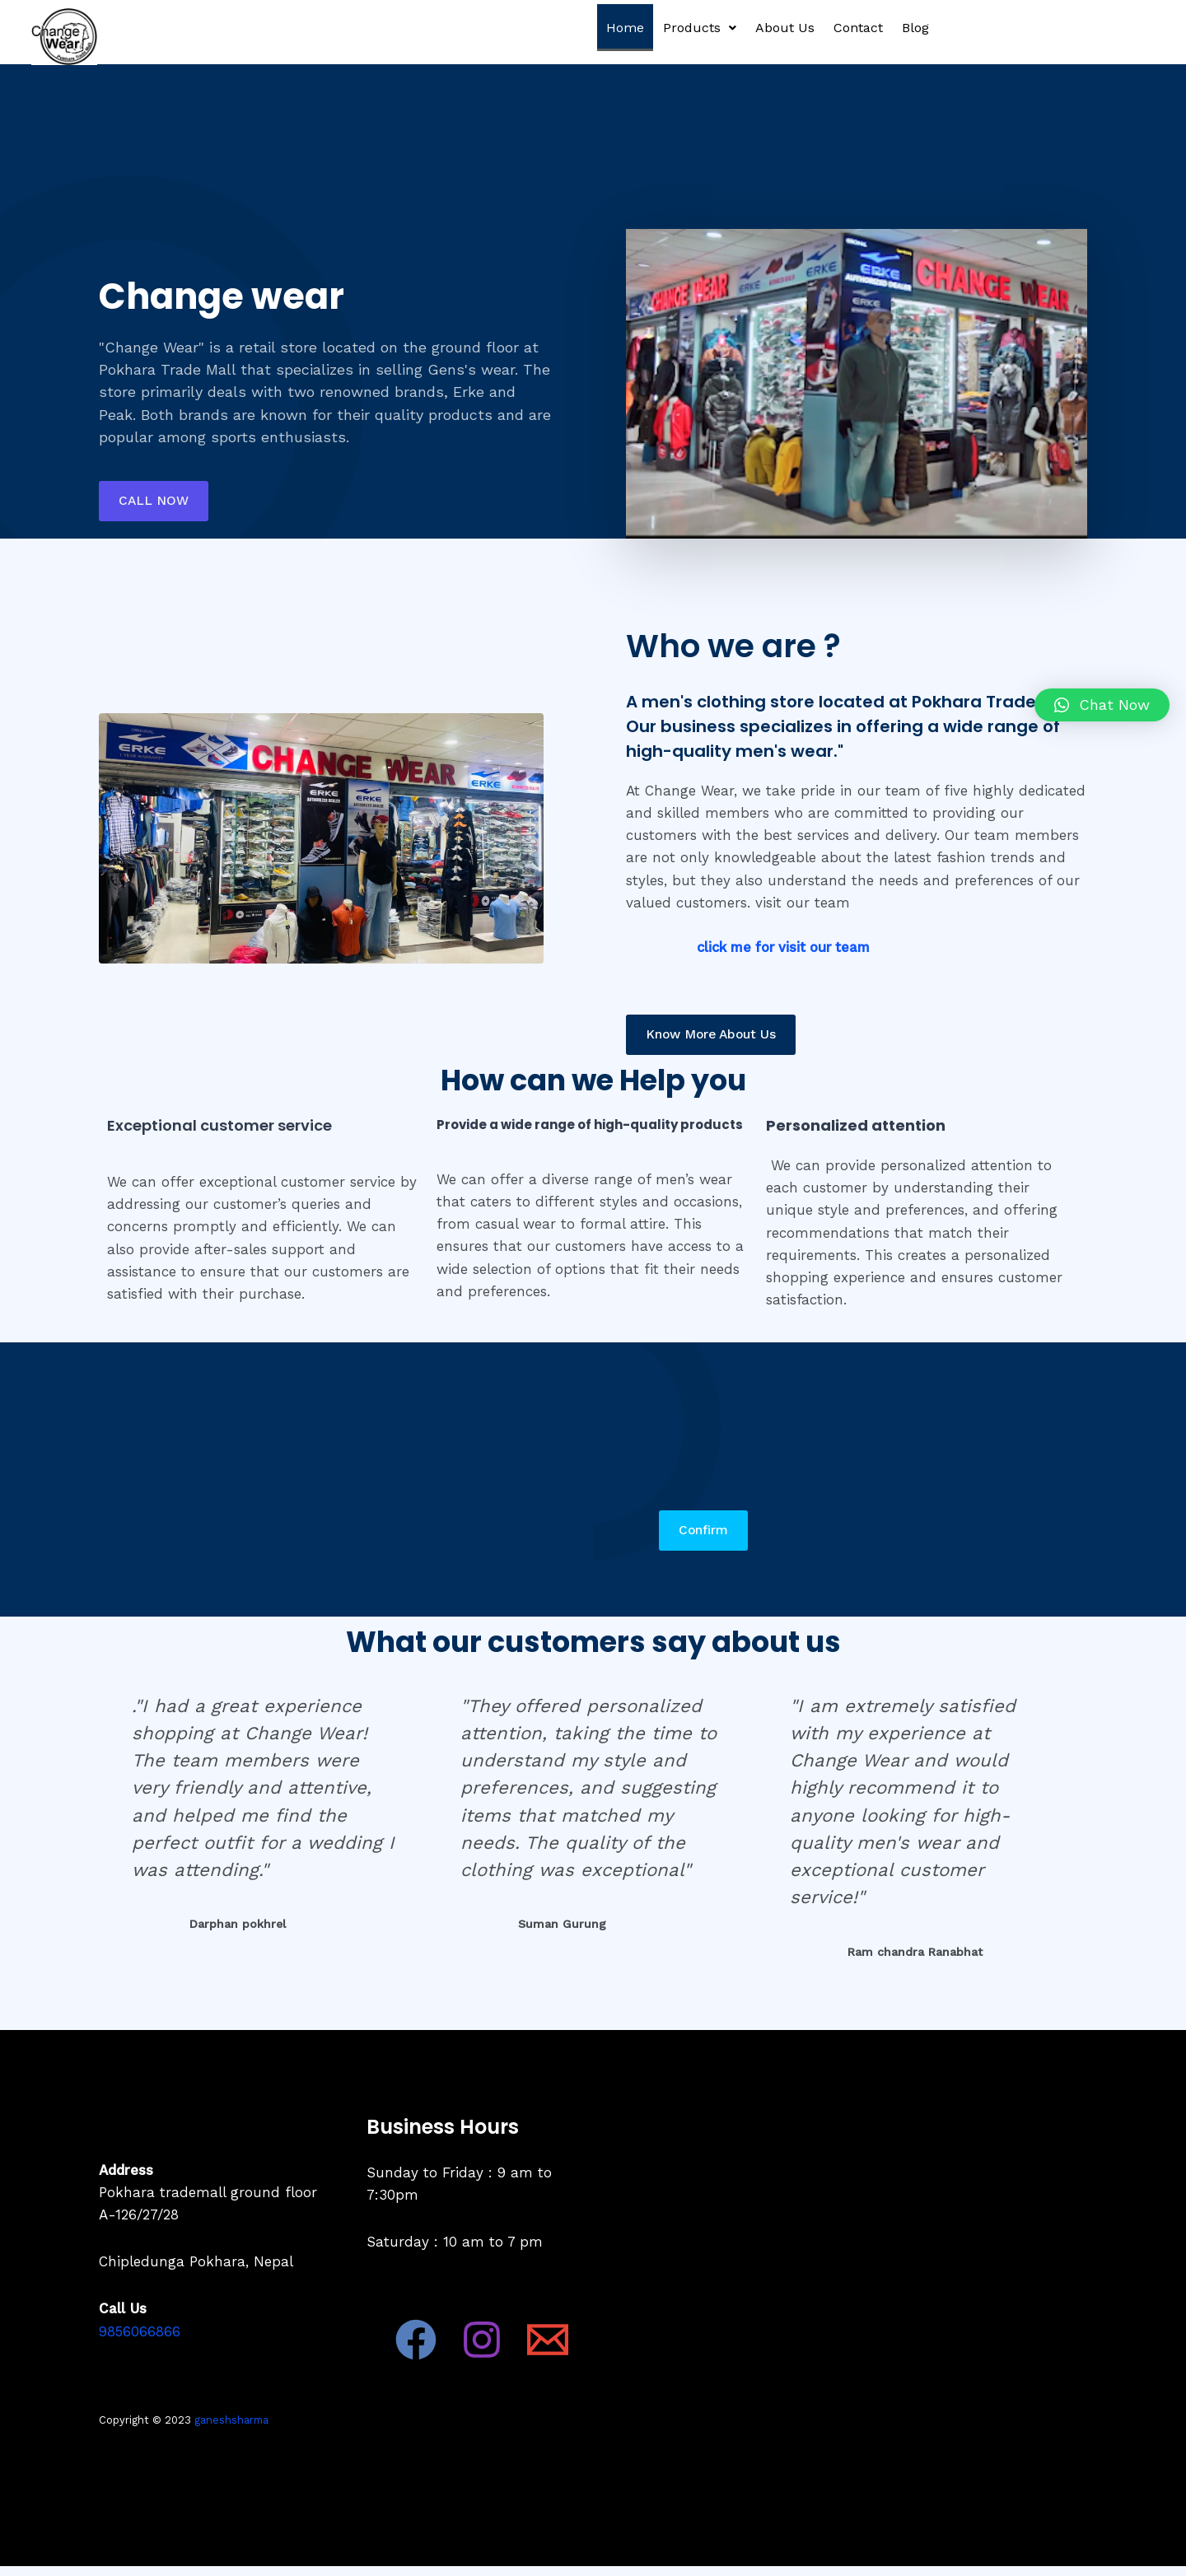 Change
Wear
Home Products About Us Contact Blog
Change wear
"Change Wear" is a retail store located on the ground floor at
Pokhara Trade Mall that specializes in selling Gens's wear. The
store primarily deals with two renowned brands, Erke and
Peak. Both brands are known for their quality products and are
popular among sports enthusiasts.
CALL NOW
CHANGE WEAR
ERKE
AUTHORIZED DEALER
CHANGE WEAR
ERKE
Who we are ?
A men's clothing store located at Pokhara Trade
Our business specializes in offering a wide range of
high-quality men's wear."
Chat Now
ERKE
CHANGE WEAR
ERKE
ERKE
ERKE
At Change Wear, we take pride in our team of five highly dedicated
and skilled members who are committed to providing our
customers with the best services and delivery. Our team members
are not only knowledgeable about the latest fashion trends and
styles, but they also understand the needs and preferences of our
valued customers. visit our team
click me for visit our team
Know More About Us
How can we Help you
Exceptional customer service
We can offer exceptional customer service by
addressing our customer’s queries and
concerns promptly and efficiently. We can
also provide after-sales support and
assistance to ensure that our customers are
satisfied with their purchase.
Provide a wide range of high-quality products
We can offer a diverse range of men’s wear
that caters to different styles and occasions,
from casual wear to formal attire. This
ensures that our customers have access to a
wide selection of options that fit their needs
and preferences.
Personalized attention
We can provide personalized attention to
each customer by understanding their
unique style and preferences, and offering
recommendations that match their
requirements. This creates a personalized
shopping experience and ensures customer
satisfaction.
Confirm
What our customers say about us
."I had a great experience
shopping at Change Wear!
The team members were
very friendly and attentive,
and helped me find the
perfect outfit for a wedding I
was attending."
Darphan pokhrel
"They offered personalized
attention, taking the time to
understand my style and
preferences, and suggesting
items that matched my
needs. The quality of the
clothing was exceptional"
Suman Gurung
"I am extremely satisfied
with my experience at
Change Wear and would
highly recommend it to
anyone looking for high-
quality men's wear and
exceptional customer
service!"
Ram chandra Ranabhat
Address
Pokhara trademall ground floor
A-126/27/28
Chipledunga Pokhara, Nepal
Call Us
9856066866
Business Hours
Sunday to Friday : 9 am to
7:30pm
Saturday : 10 am to 7 pm
Copyright © 2023 ganeshsharma